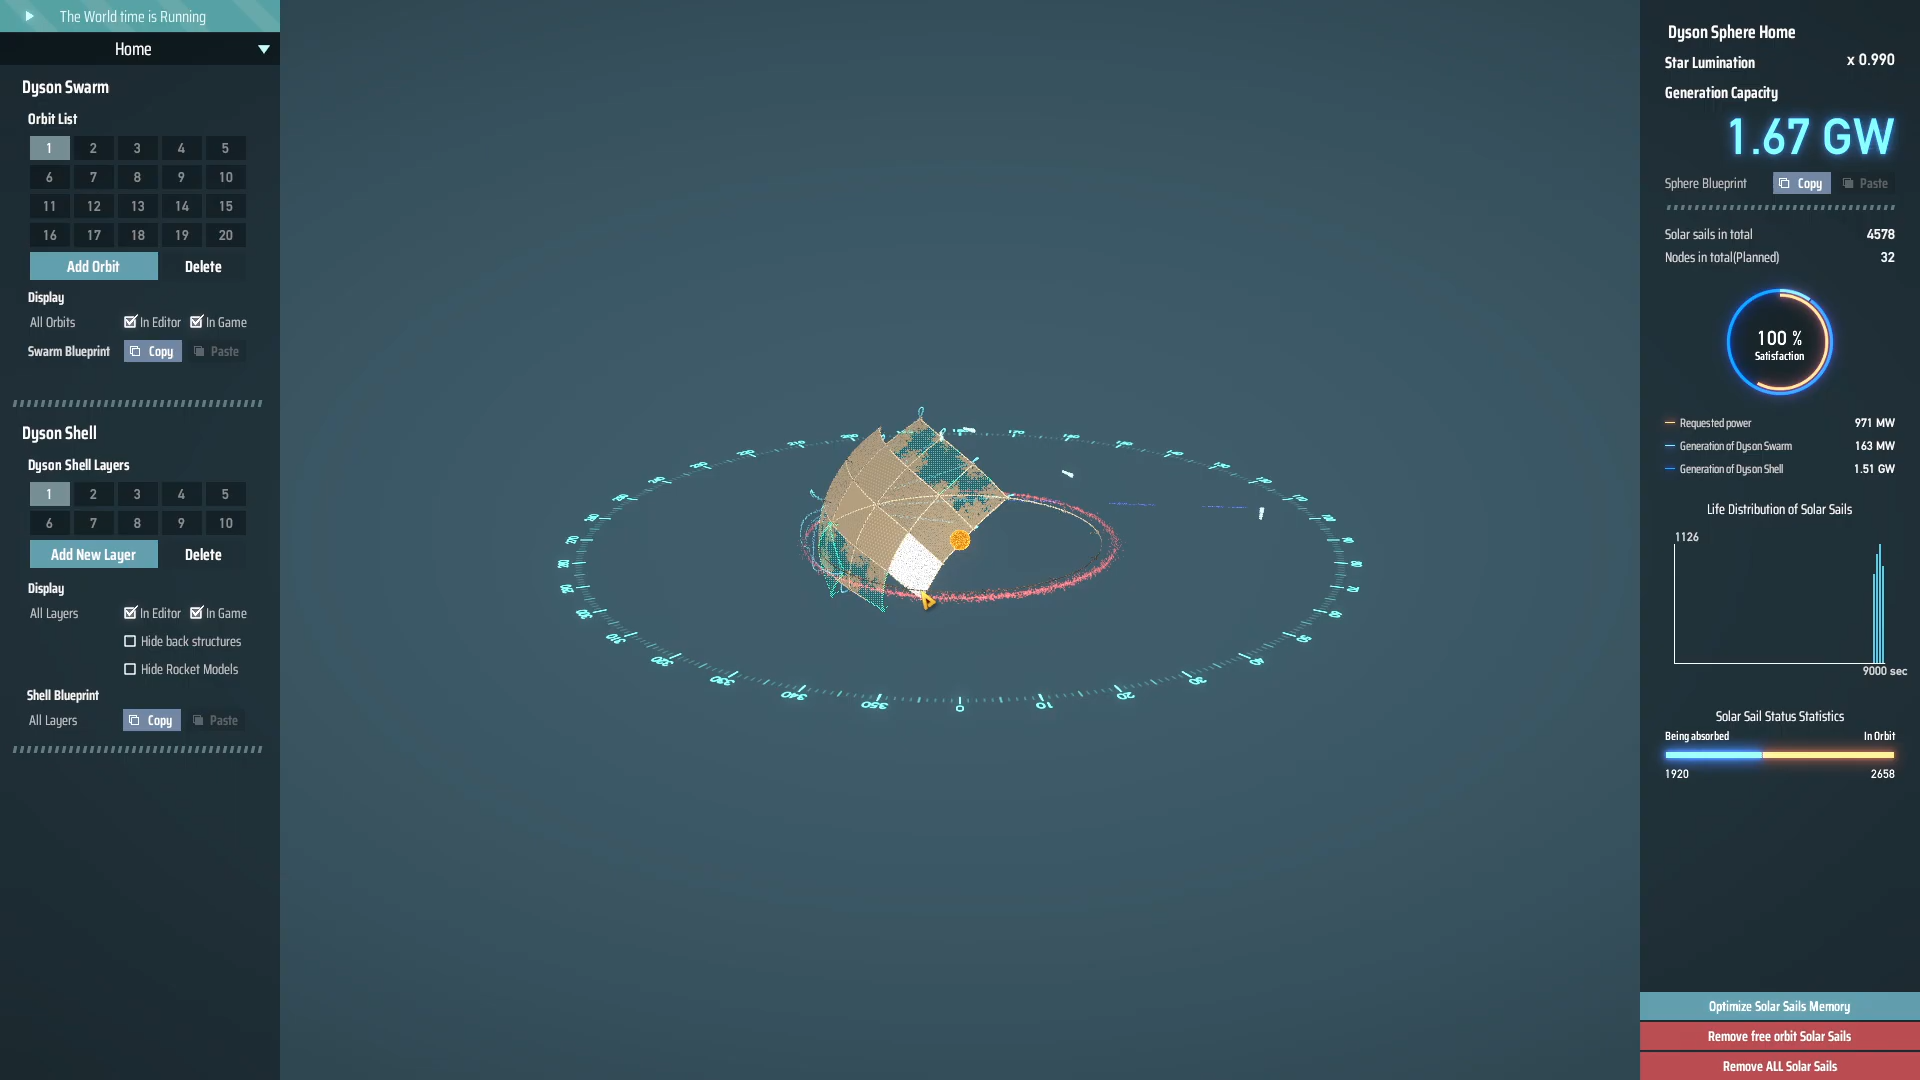 The World time is Running
Home
Dyson Swarm
Orbit List
1 2 3 4 5
6 7 8 9 10
11 12 13 14 15
16 17 18 19 20
Add Orbit Delete
Display
All Orbits In Editor In Game
Swarm Blueprint Copy Paste
Dyson Shell
Dyson Shell Layers
1 2 3 4 5
6 7 8 9 10
Add New Layer Delete
Display
All Layers In Editor In Game
Hide back structures
Hide Rocket Models
Shell Blueprint
All Layers Copy Paste
330 340 350 0 10 20 30
Dyson Sphere Home
Star Lumination x 0.990
Generation Capacity
1.67 GW
Sphere Blueprint Copy Paste
Solar sails in total 4578
Nodes in total(Planned) 32
100 %
Satisfaction
Requested power 971 MW
Generation of Dyson Swarm 163 MW
Generation of Dyson Shell 1.51 GW
Life Distribution of Solar Sails
1126
9000 sec
Solar Sail Status Statistics
Being absorbed In Orbit
1920 2658
Optimize Solar Sails Memory
Remove free orbit Solar Sails
Remove ALL Solar Sails